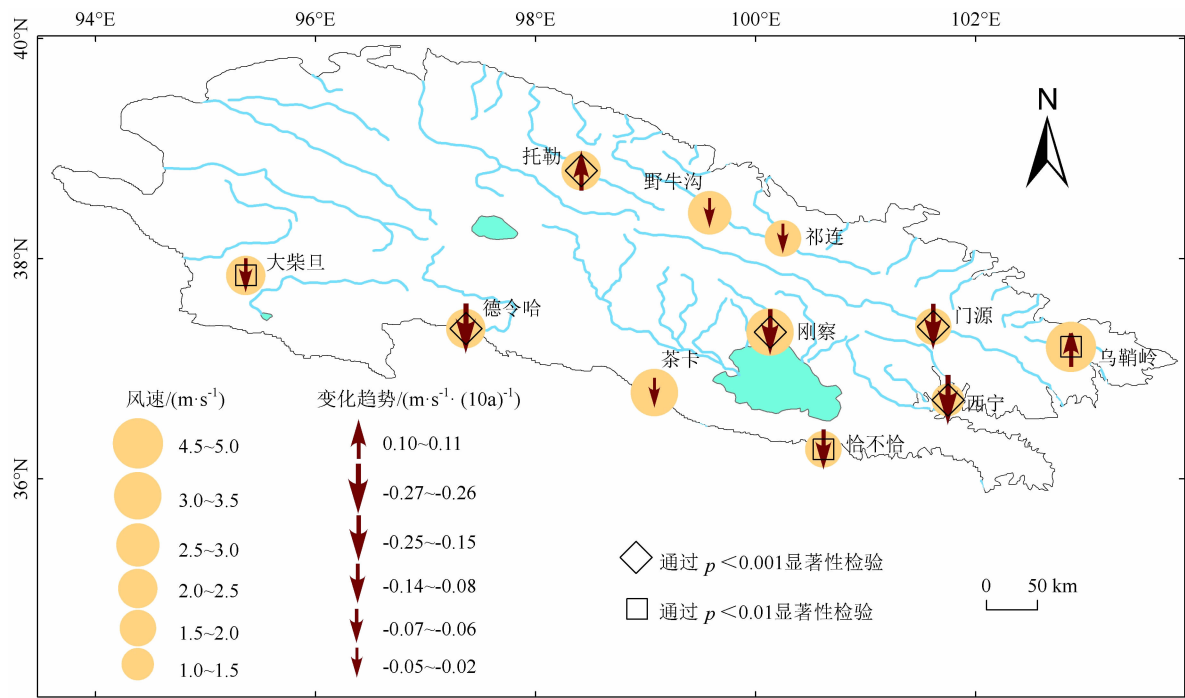 94°E
96°E
98°E
100°E
102°E
40°N
38°N
36°N
N
托勒
野牛沟
祁连
大柴旦
德令哈
刚察
门源
乌鞘岭
茶卡
西宁
恰不恰
风速/(m·s⁻¹)
4.5~5.0
3.0~3.5
2.5~3.0
2.0~2.5
1.5~2.0
1.0~1.5
变化趋势/(m·s⁻¹·(10a)⁻¹)
0.10~0.11
-0.27~-0.26
-0.25~-0.15
-0.14~-0.08
-0.07~-0.06
-0.05~-0.02
通过 p＜0.001显著性检验
通过 p＜0.01显著性检验
0 50 km